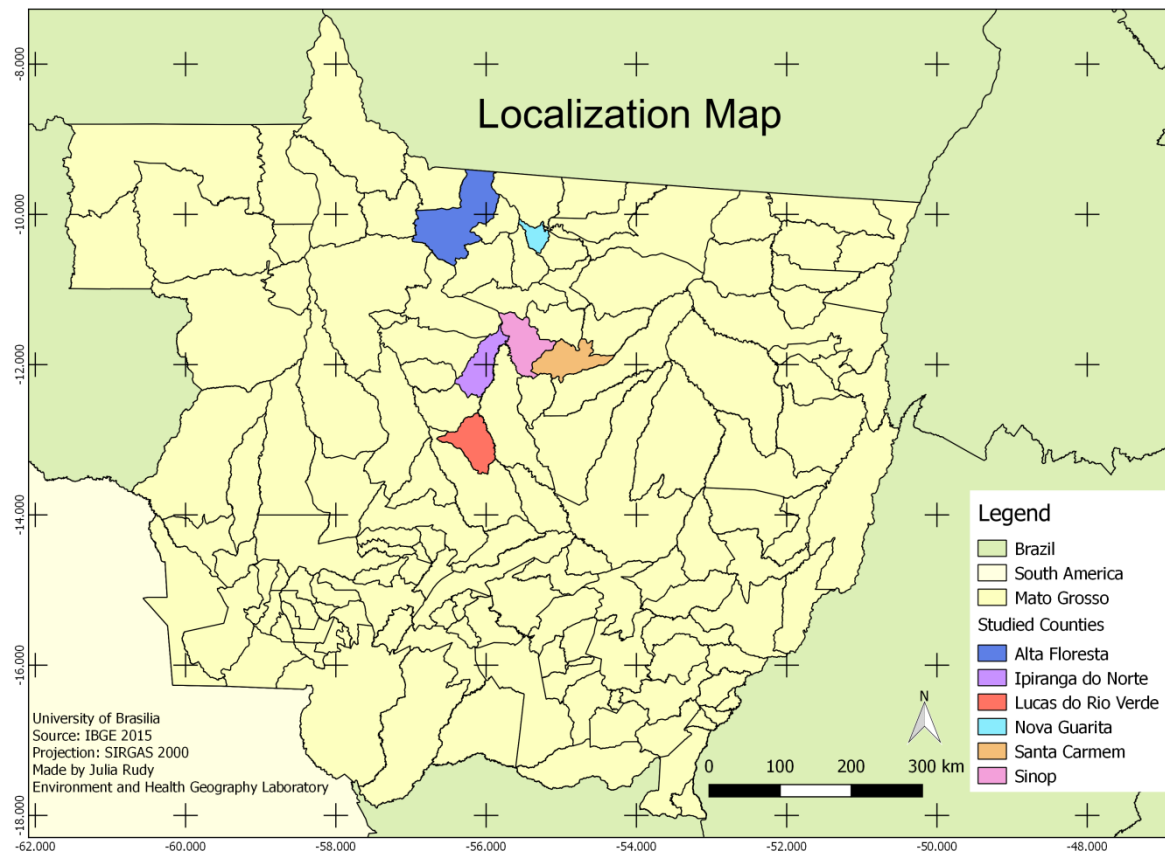 Localization Map
-8.000
-10.000
-12.000
-14.000
-16.000
-18.000
Legend
Brazil
South America
Mato Grosso
Studied Counties
Alta Floresta
Ipiranga do Norte
Lucas do Rio Verde
Nova Guarita
Santa Carmem
Sinop
N
0 100 200 300 km
University of Brasilia
Source: IBGE 2015
Projection: SIRGAS 2000
Made by Julia Rudy
Environment and Health Geography Laboratory
-62.000 -60.000 -58.000 -56.000 -54.000 -52.000 -50.000 -48.000